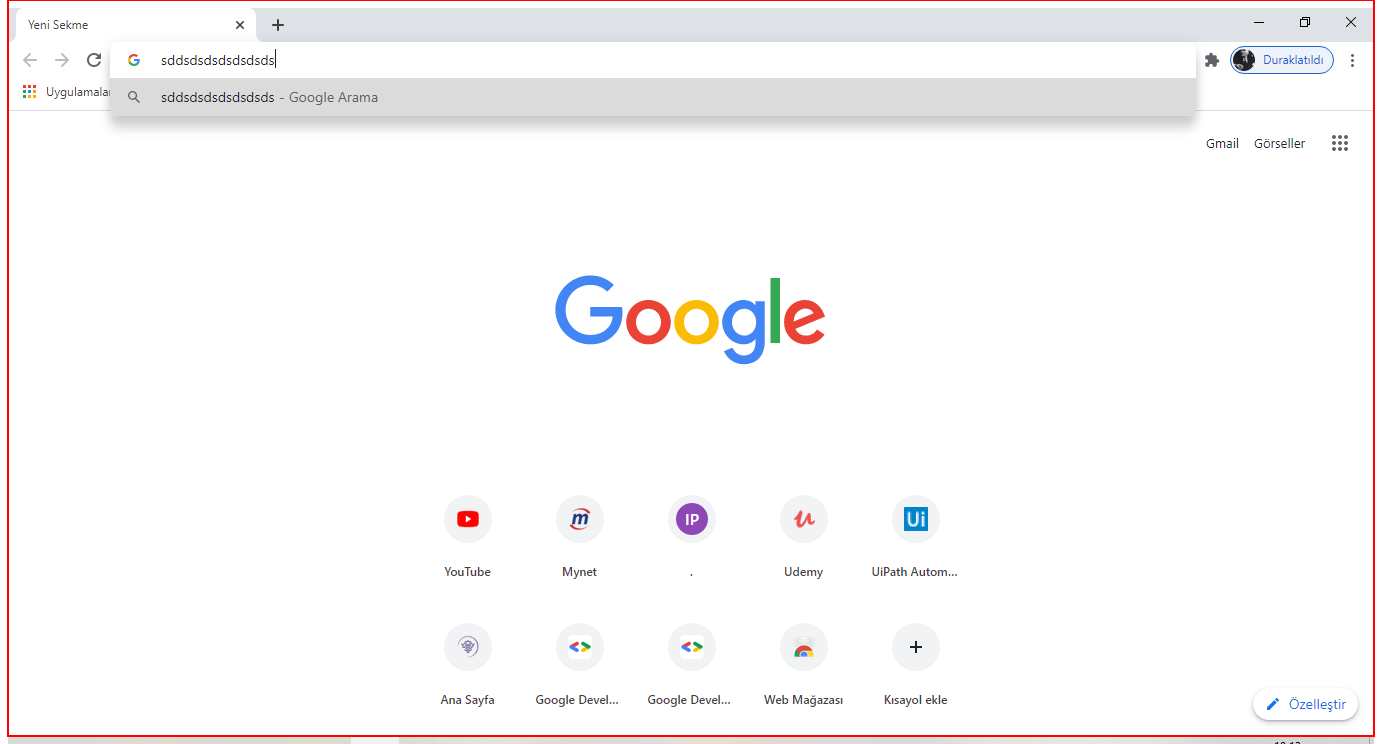 Yeni Sekme
sddsdsdsdsdsdsds
Duraklatıldı
Uygulamalar
sddsdsdsdsdsdsds - Google Arama
Gmail Görseller
Google
IP Ui
YouTube Mynet . Udemy UiPath Autom...
Ana Sayfa Google Devel... Google Devel... Web Mağazası Kısayol ekle
Özelleştir